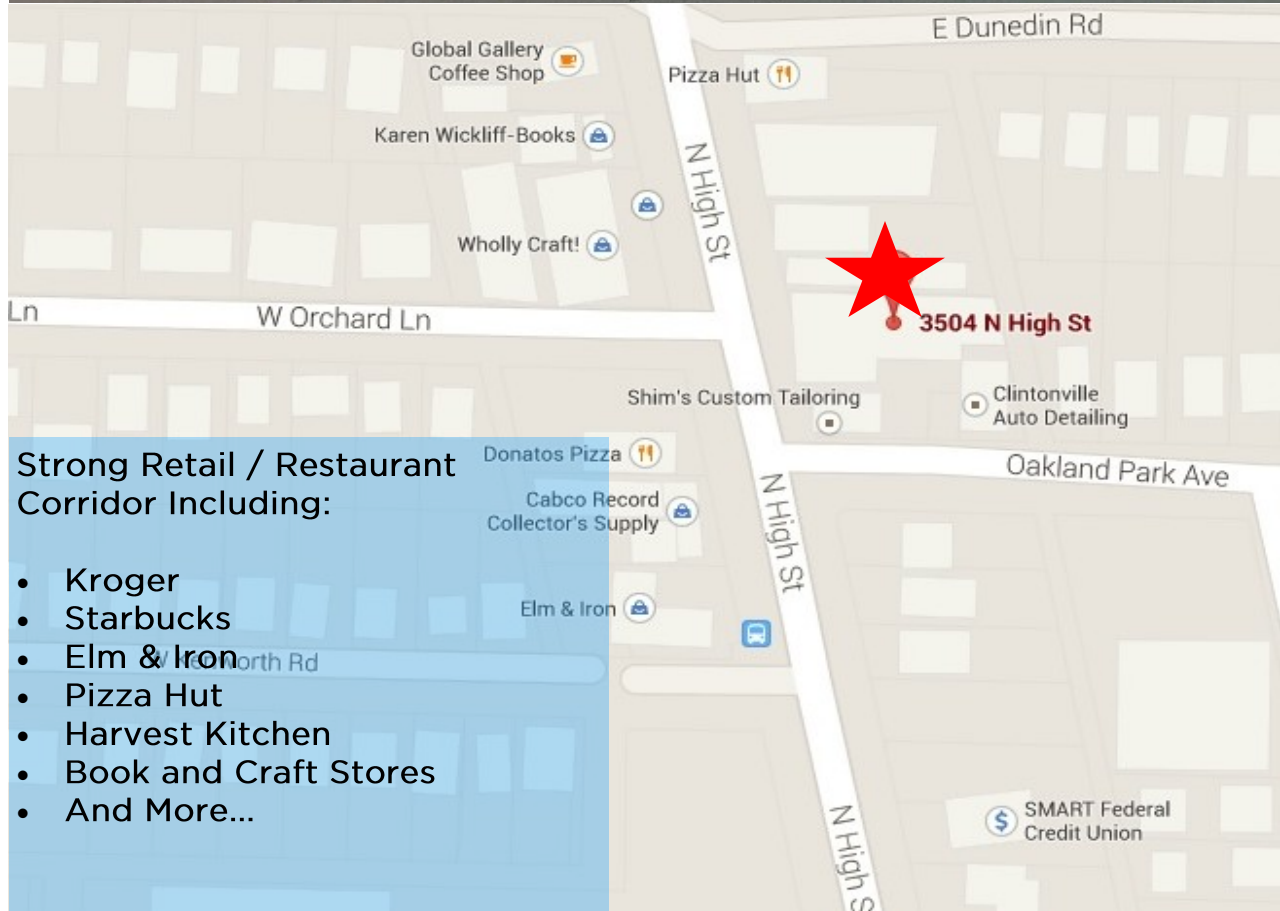 E Dunedin Rd
Global Gallery
Coffee Shop
Pizza Hut
Karen Wickliff-Books
N High St
Wholly Craft!
Ln
W Orchard Ln
3504 N High St
Shim's Custom Tailoring
Clintonville
Auto Detailing
Donatos Pizza
Oakland Park Ave
Cabco Record
Collector's Supply
N High St
Elm & Iron
W Kenworth Rd
Strong Retail / Restaurant
Corridor Including:
• Kroger
• Starbucks
• Elm & Iron
• Pizza Hut
• Harvest Kitchen
• Book and Craft Stores
• And More...
SMART Federal
Credit Union
$
N High S